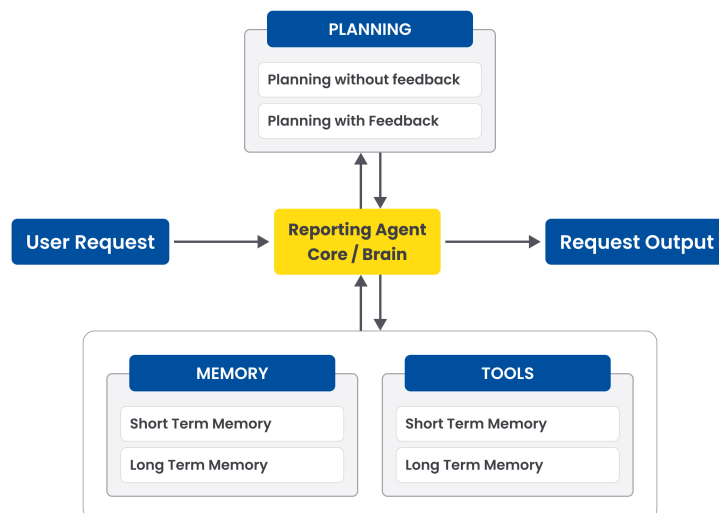 PLANNING
Planning without feedback
Planning with Feedback
User Request
Reporting Agent
Core / Brain
Request Output
MEMORY
Short Term Memory
Long Term Memory
TOOLS
Short Term Memory
Long Term Memory